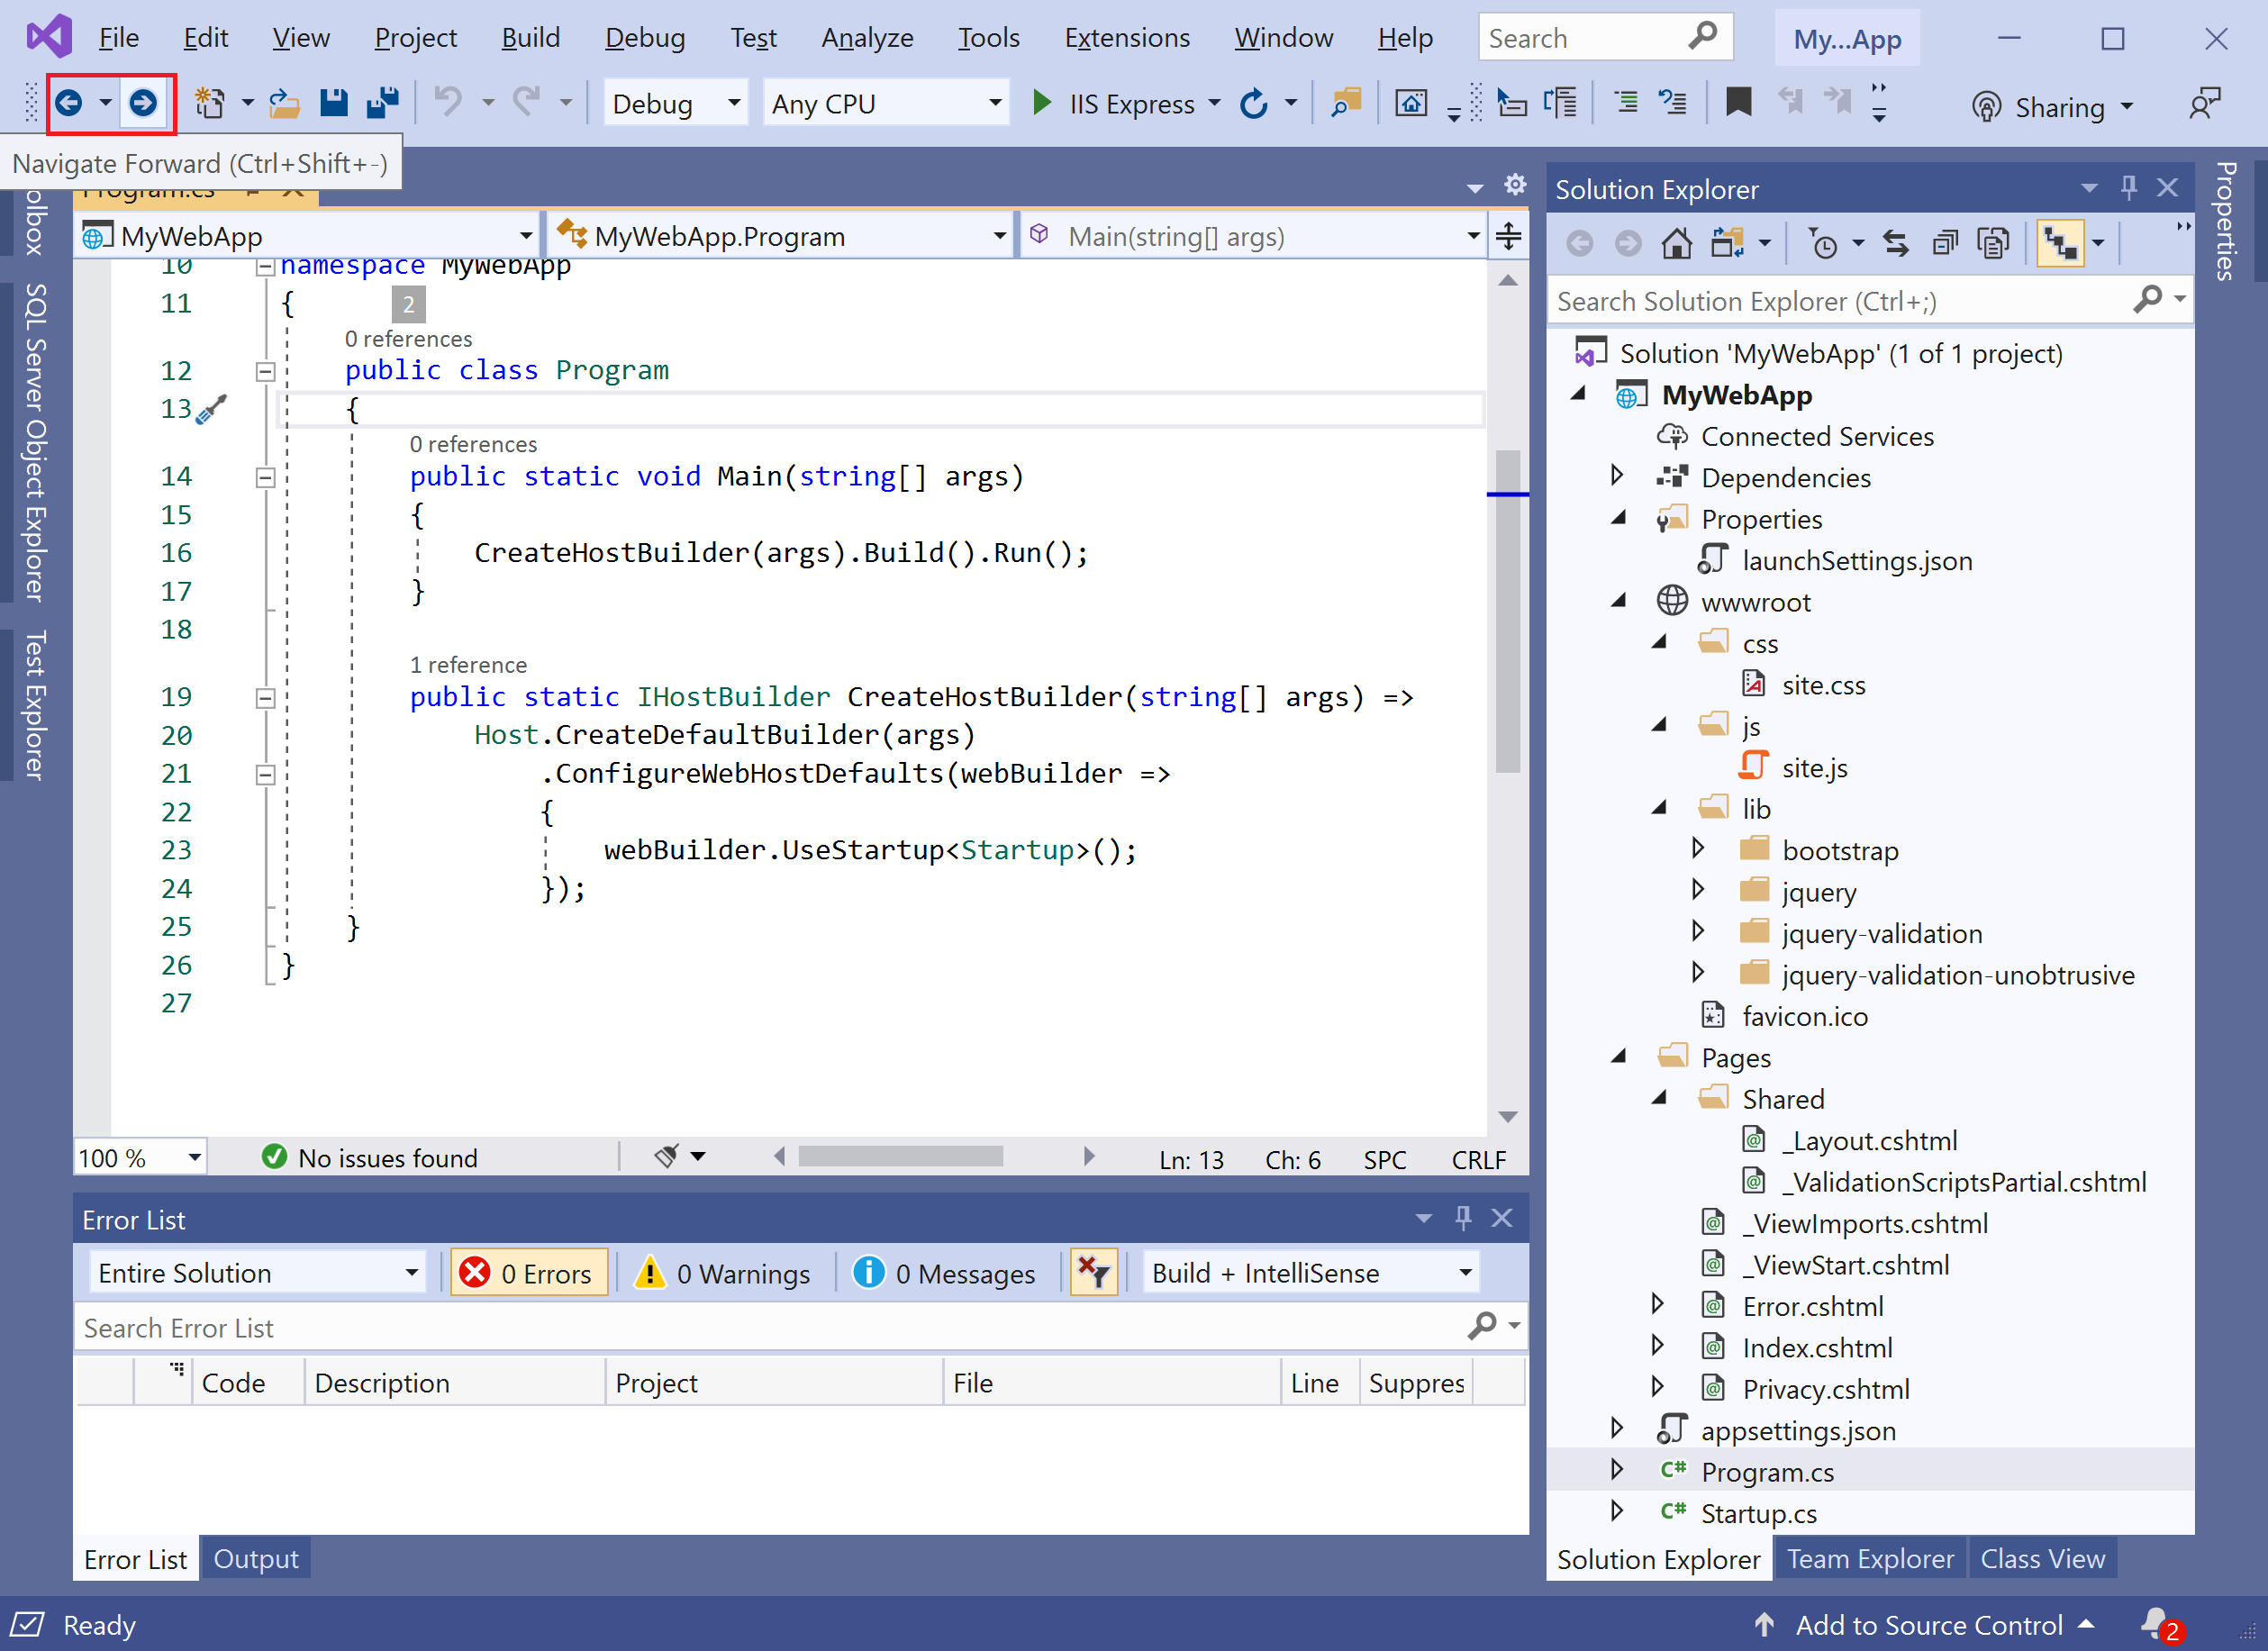 File Edit View Project Build Debug Test Analyze Tools Extensions Window Help Search My...App
Debug Any CPU IIS Express Sharing
Navigate Forward (Ctrl+Shift+-)
Program.cs
MyWebApp MyWebApp.Program Main(string[] args)
10 namespace MyWebApp
11 {
2
0 references
12 public class Program
13 {
0 references
14 public static void Main(string[] args)
15 {
16 CreateHostBuilder(args).Build().Run();
17 }
18
1 reference
19 public static IHostBuilder CreateHostBuilder(string[] args) =>
20 Host.CreateDefaultBuilder(args)
21 .ConfigureWebHostDefaults(webBuilder =>
22 {
23 webBuilder.UseStartup<Startup>();
24 });
25 }
26 }
27
100 % No issues found Ln: 13 Ch: 6 SPC CRLF
SQL Server Object Explorer
Test Explorer
Error List
Entire Solution 0 Errors 0 Warnings 0 Messages Build + IntelliSense
Search Error List
Code Description Project File Line Suppres
Error List Output
Solution Explorer
Search Solution Explorer (Ctrl+;)
Solution 'MyWebApp' (1 of 1 project)
MyWebApp
Connected Services
Dependencies
Properties
launchSettings.json
wwwroot
css
site.css
js
site.js
lib
bootstrap
jquery
jquery-validation
jquery-validation-unobtrusive
favicon.ico
Pages
Shared
_Layout.cshtml
_ValidationScriptsPartial.cshtml
_ViewImports.cshtml
_ViewStart.cshtml
Error.cshtml
Index.cshtml
Privacy.cshtml
appsettings.json
C# Program.cs
C# Startup.cs
Solution Explorer Team Explorer Class View
Properties
Ready Add to Source Control 2